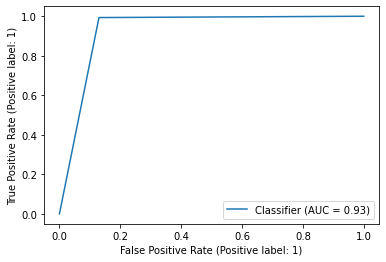 1.0
0.8
0.6
0.4
0.2
0.0
True Positive Rate (Positive label: 1)
Classifier (AUC = 0.93)
0.0 0.2 0.4 0.6 0.8 1.0
False Positive Rate (Positive label: 1)